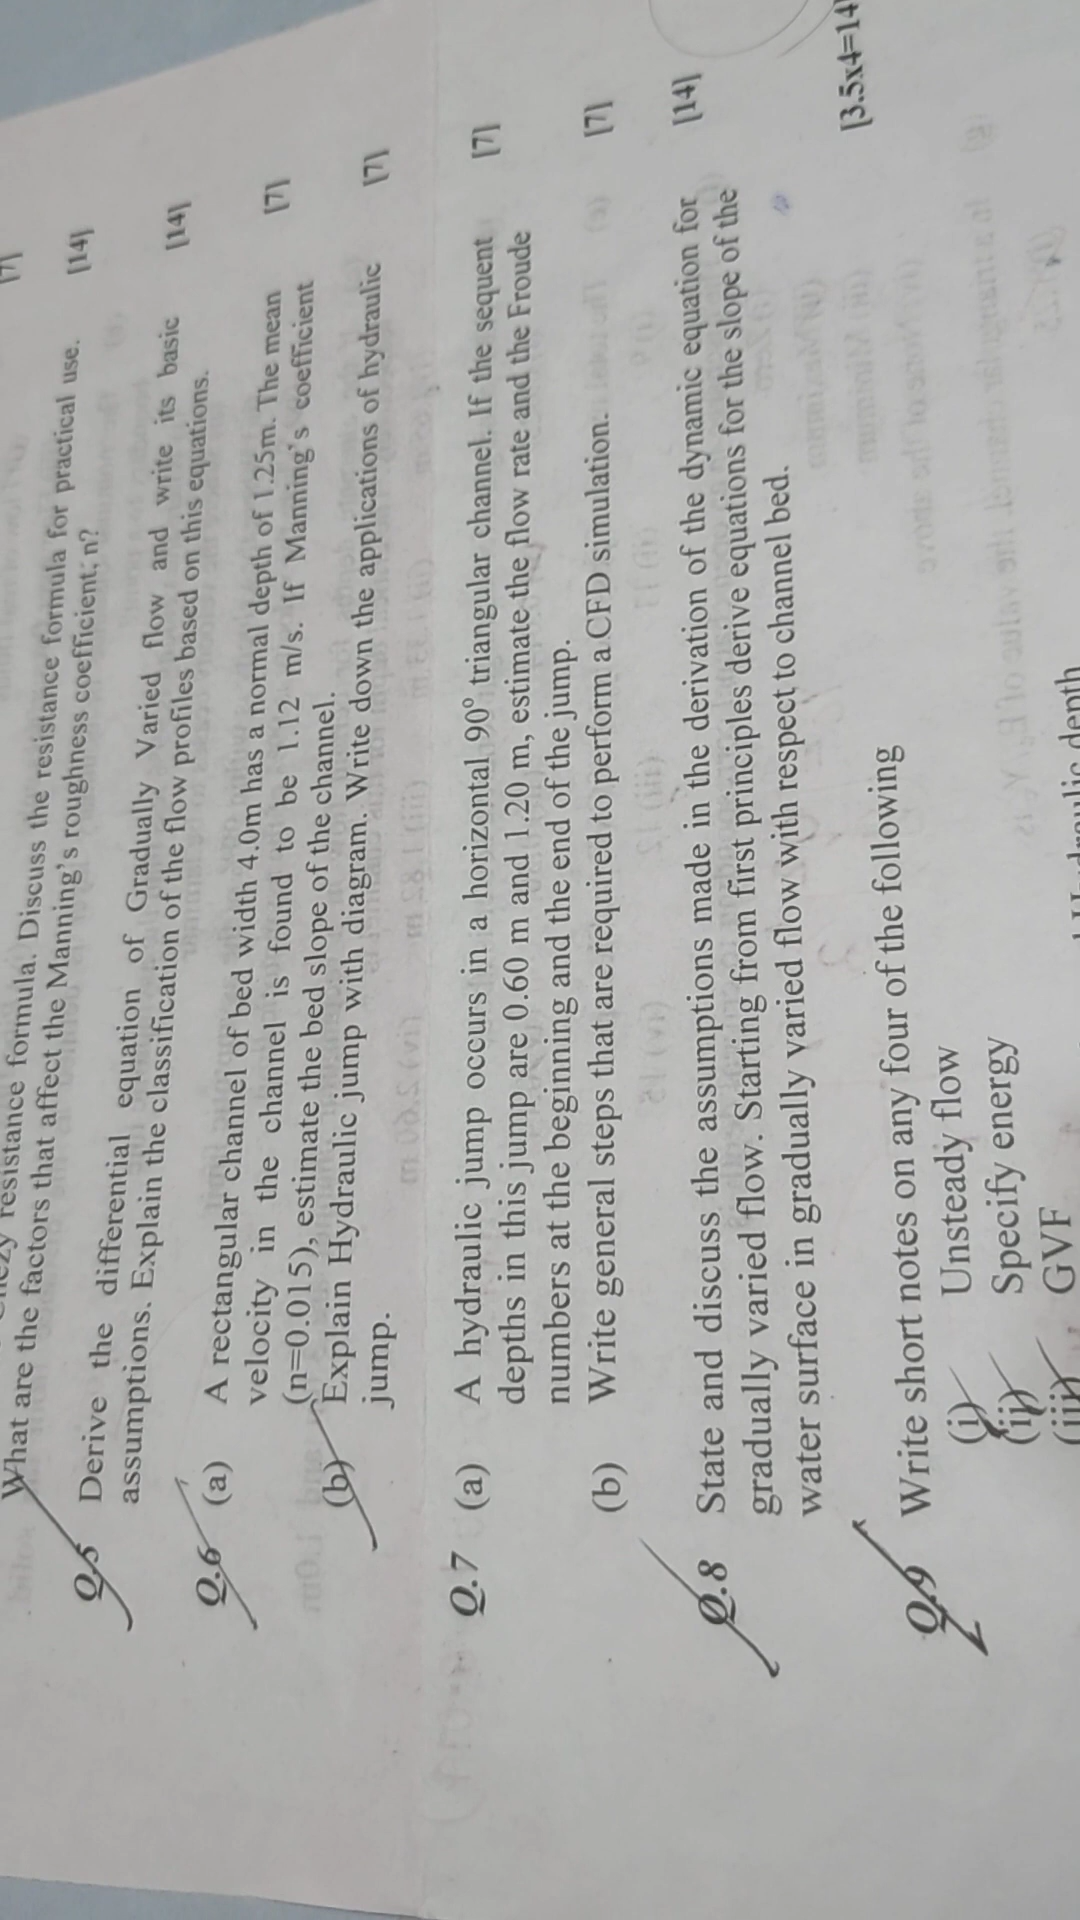 resistance formula. Discuss the resistance formula for practical use.
What are the factors that affect the Manning's roughness coefficient, n? [14]
Q.5 Derive the differential equation of Gradually Varied flow and write its basic
assumptions. Explain the classification of the flow profiles based on this equations. [14]
Q.6 (a) A rectangular channel of bed width 4.0m has a normal depth of 1.25m. The mean
velocity in the channel is found to be 1.12 m/s. If Manning's coefficient
(n=0.015), estimate the bed slope of the channel. [7]
(b) Explain Hydraulic jump with diagram. Write down the applications of hydraulic
jump. [7]
Q.7 (a) A hydraulic jump occurs in a horizontal 90° triangular channel. If the sequent
depths in this jump are 0.60 m and 1.20 m, estimate the flow rate and the Froude
numbers at the beginning and the end of the jump. [7]
(b) Write general steps that are required to perform a CFD simulation. [7]
Q.8 State and discuss the assumptions made in the derivation of the dynamic equation for
gradually varied flow. Starting from first principles derive equations for the slope of the
water surface in gradually varied flow with respect to channel bed. [14]
Q.9 Write short notes on any four of the following [3.5x4=14]
(i) Unsteady flow
(ii) Specify energy
(iii) GVF
depth